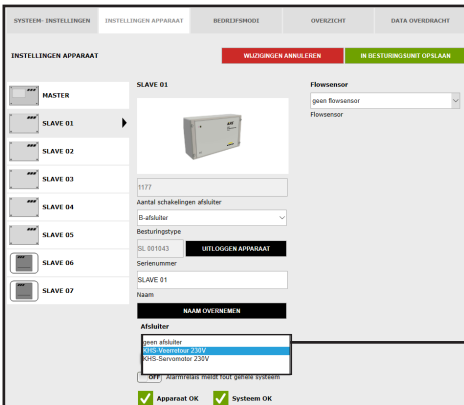 SYSTEEM- INSTELLINGEN
INSTELLINGEN APPARAAT
BEDRIJFSMODI
OVERZICHT
DATA OVERDRACHT
INSTELLINGEN APPARAAT
WIJZIGINGEN ANNULEREN
IN BESTURINGSUNIT OPSLAAN
MASTER
SLAVE 01
SLAVE 02
SLAVE 03
SLAVE 04
SLAVE 05
SLAVE 06
SLAVE 07
SLAVE 01
1177
Aantal schakelingen afsluiter
B-afsluiter
Besturingstype
SL 001043
UITLOGGEN APPARAAT
Serienummer
SLAVE 01
Naam
NAAM OVERNEMEN
Afsluiter
geen afsluiter
KHS-Veerretour 230V
KHS-Servomotor 230V
OFF
Alarmrelais meldt fout gehele systeem
Apparaat OK
Systeem OK
Flowsensor
geen flowsensor
Flowsensor